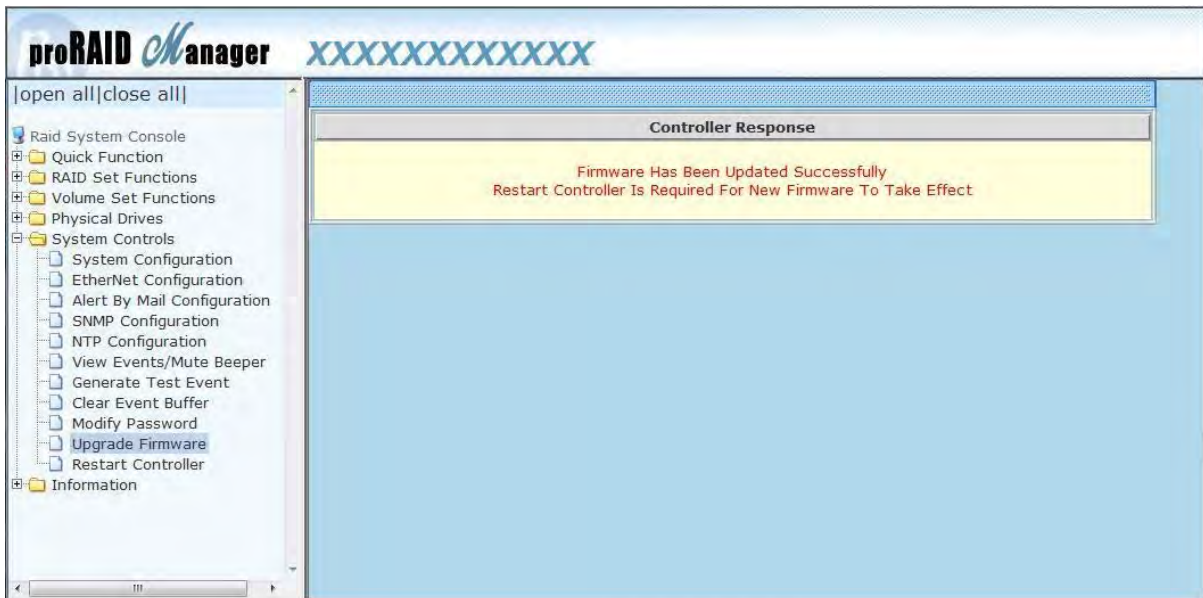 proRAID Manager XXXXXXXXXXXXX
|open all|close all|
Raid System Console
Quick Function
RAID Set Functions
Volume Set Functions
Physical Drives
System Controls
System Configuration
EtherNet Configuration
Alert By Mail Configuration
SNMP Configuration
NTP Configuration
View Events/Mute Beeper
Generate Test Event
Clear Event Buffer
Modify Password
Upgrade Firmware
Restart Controller
Information
Controller Response
Firmware Has Been Updated Successfully
Restart Controller Is Required For New Firmware To Take Effect